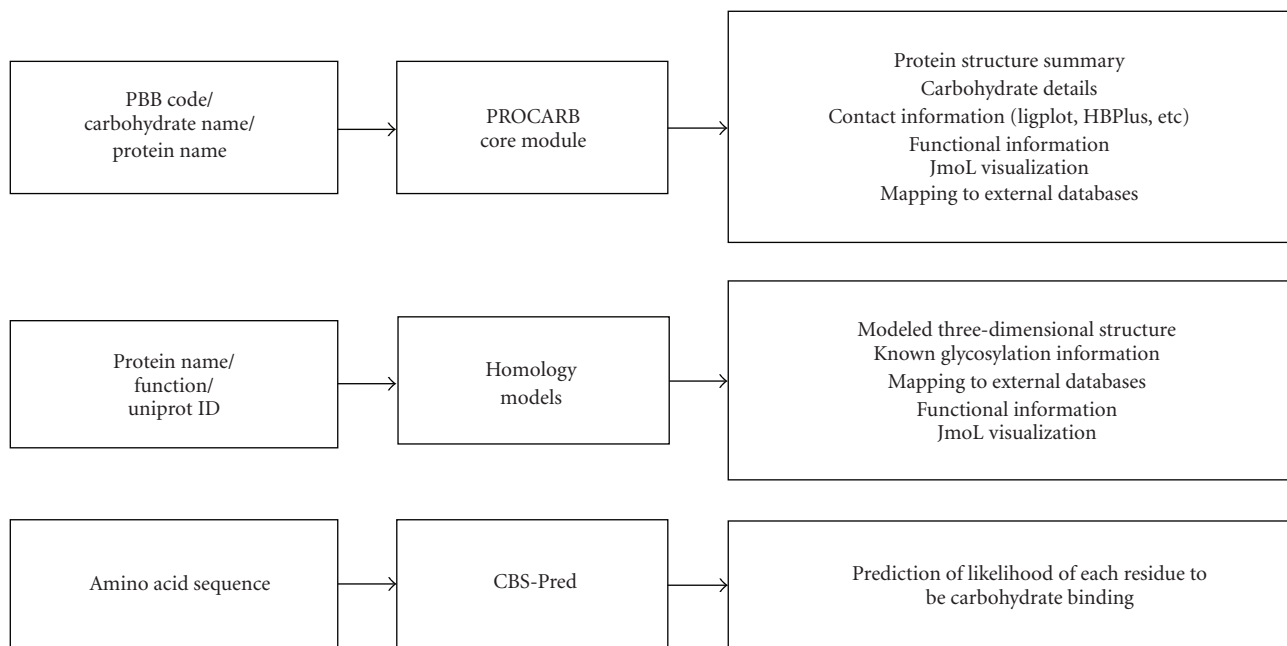 PBB code/
carbohydrate name/
protein name
PROCARB
core module
Protein structure summary
Carbohydrate details
Contact information (ligplot, HBPlus, etc)
Functional information
JmoL visualization
Mapping to external databases
Protein name/
function/
uniprot ID
Homology
models
Modeled three-dimensional structure
Known glycosylation information
Mapping to external databases
Functional information
JmoL visualization
Amino acid sequence
CBS-Pred
Prediction of likelihood of each residue to
be carbohydrate binding